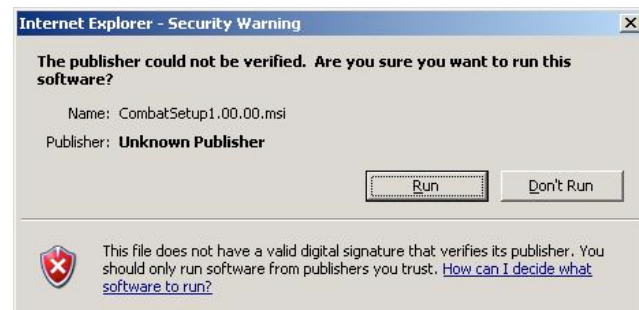 Internet Explorer - Security Warning
The publisher could not be verified. Are you sure you want to run this
software?
Name: CombatSetup1.00.00.msi
Publisher: Unknown Publisher
Run Don't Run
This file does not have a valid digital signature that verifies its publisher. You
should only run software from publishers you trust. How can I decide what
software to run?